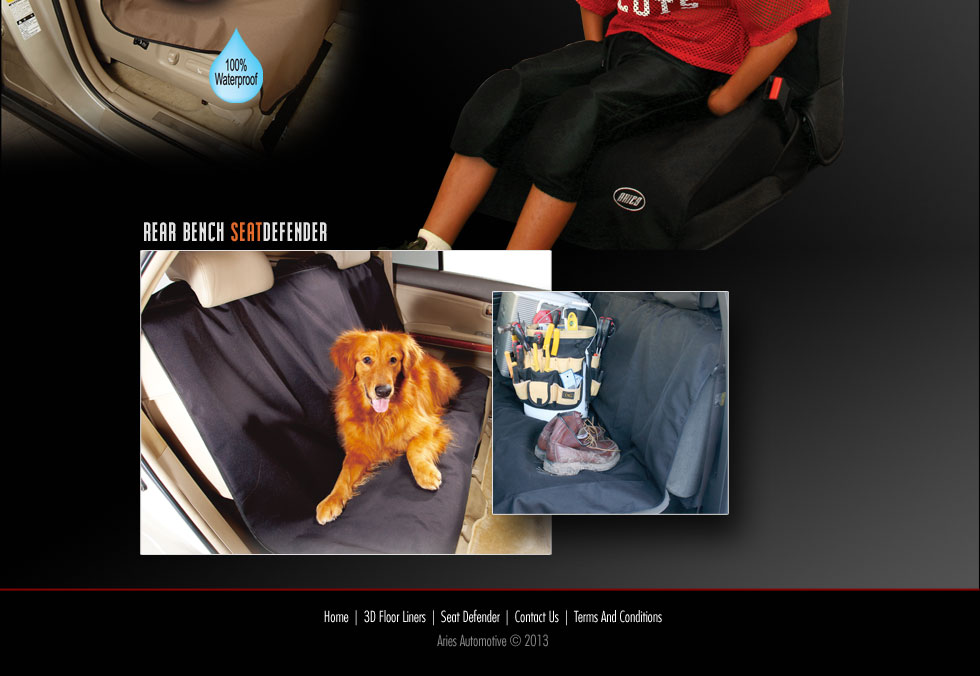 100%
Waterproof
ARIES
REAR BENCH SEATDEFENDER
Home | 3D Floor Liners | Seat Defender | Contact Us | Terms And Conditions
Aries Automotive © 2013